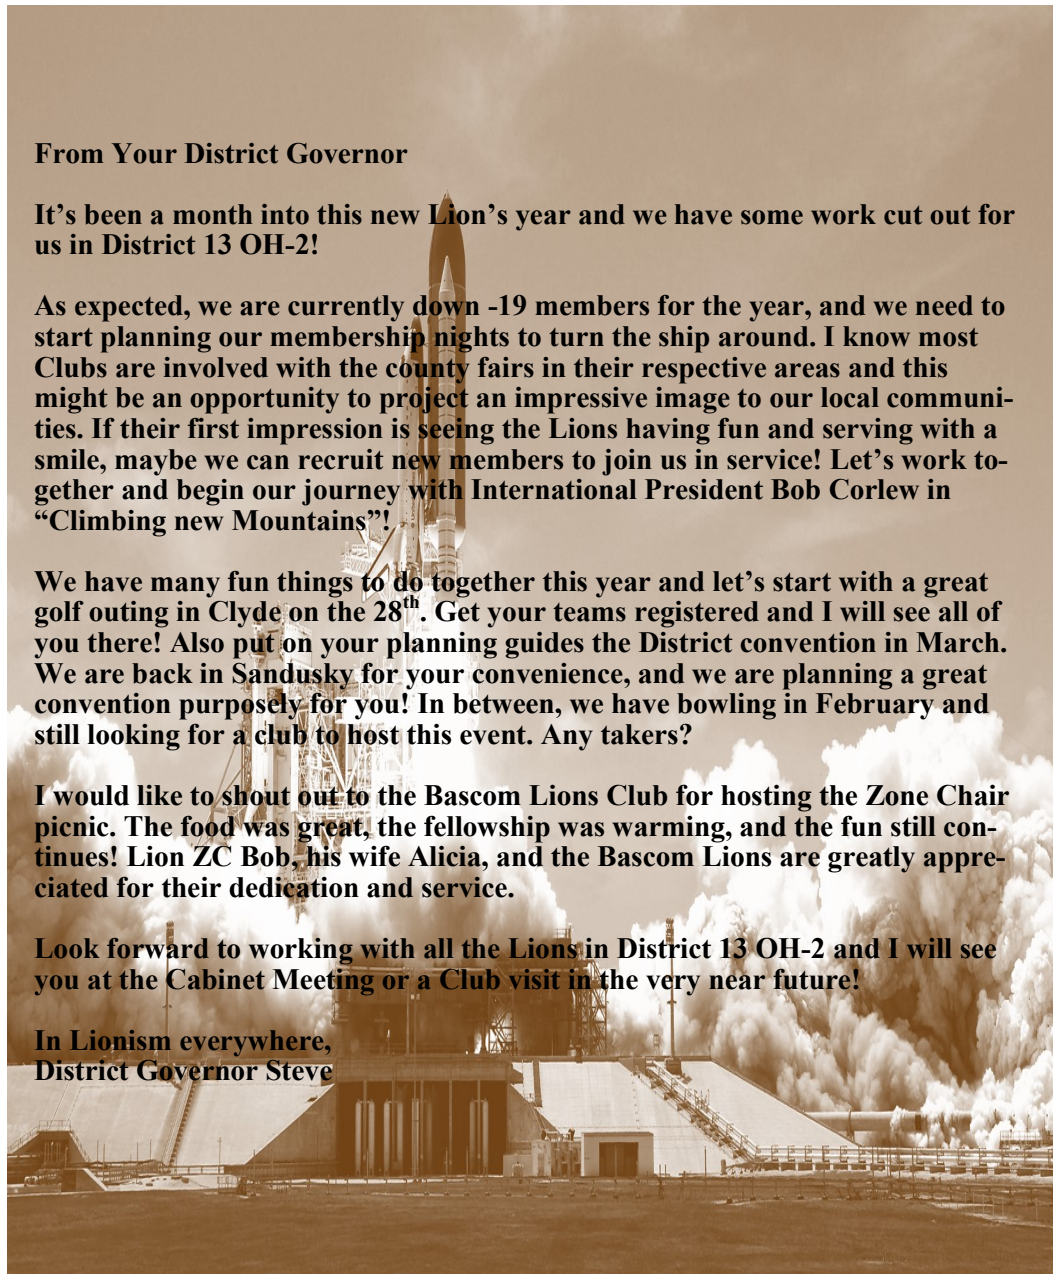 From Your District Governor
It’s been a month into this new Lion’s year and we have some work cut out for
us in District 13 OH-2!
As expected, we are currently down -19 members for the year, and we need to
start planning our membership nights to turn the ship around. I know most
Clubs are involved with the county fairs in their respective areas and this
might be an opportunity to project an impressive image to our local communi-
ties. If their first impression is seeing the Lions having fun and serving with a
smile, maybe we can recruit new members to join us in service! Let’s work to-
gether and begin our journey with International President Bob Corlew in
“Climbing new Mountains”!
We have many fun things to do together this year and let’s start with a great
golf outing in Clyde on the 28th. Get your teams registered and I will see all of
you there! Also put on your planning guides the District convention in March.
We are back in Sandusky for your convenience, and we are planning a great
convention purposely for you! In between, we have bowling in February and
still looking for a club to host this event. Any takers?
I would like to shout out to the Bascom Lions Club for hosting the Zone Chair
picnic. The food was great, the fellowship was warming, and the fun still con-
tinues! Lion ZC Bob, his wife Alicia, and the Bascom Lions are greatly appre-
ciated for their dedication and service.
Look forward to working with all the Lions in District 13 OH-2 and I will see
you at the Cabinet Meeting or a Club visit in the very near future!
In Lionism everywhere,
District Governor Steve